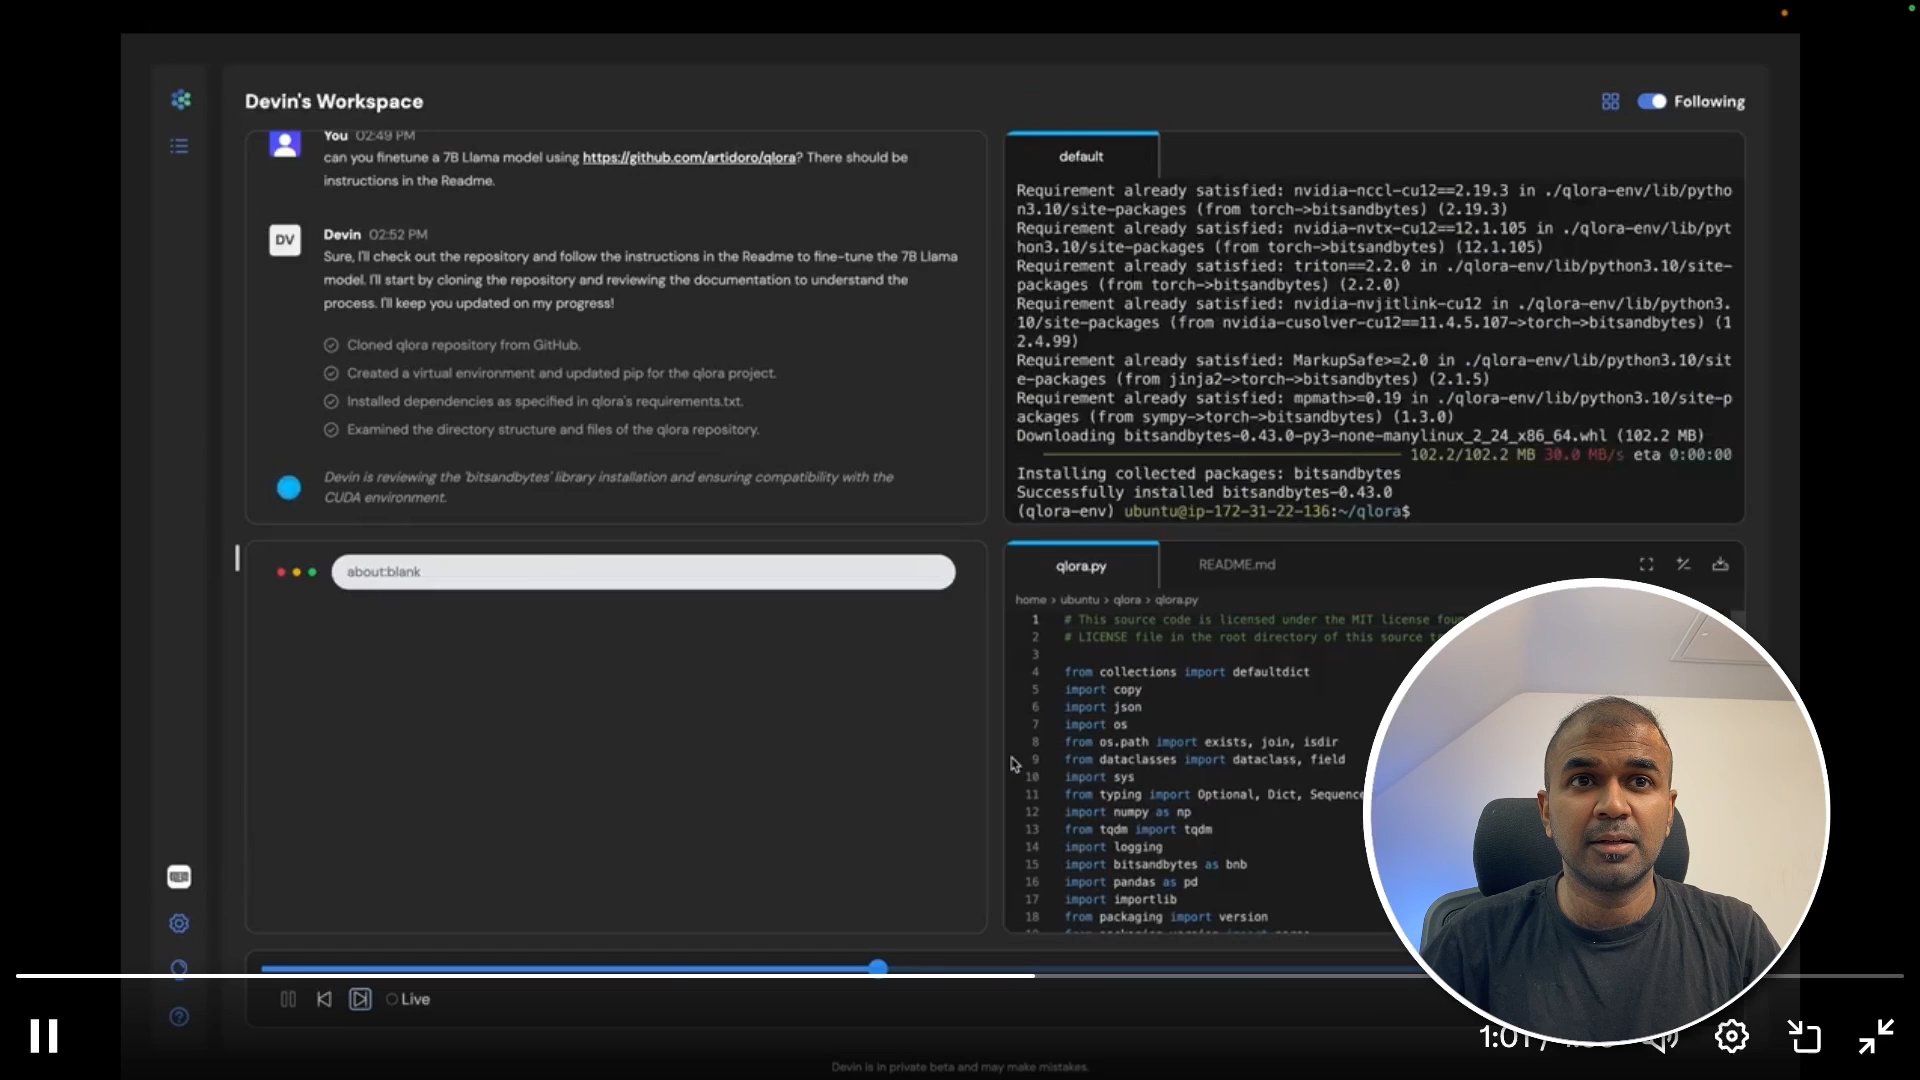 Devin's Workspace
Following
You 02:49 PM
can you finetune a 7B Llama model using https://github.com/artidoro/qlora? There should be
instructions in the Readme.
DV
Devin 02:52 PM
Sure, I'll check out the repository and follow the instructions in the Readme to fine-tune the 7B Llama
model. I'll start by cloning the repository and reviewing the documentation to understand the
process. I'll keep you updated on my progress!
Cloned qlora repository from GitHub.
Created a virtual environment and updated pip for the qlora project.
Installed dependencies as specified in qlora's requirements.txt.
Examined the directory structure and files of the qlora repository.
Devin is reviewing the 'bitsandbytes' library installation and ensuring compatibility with the
CUDA environment.
default
Requirement already satisfied: nvidia-nccl-cu12==2.19.3 in ./qlora-env/lib/pytho
n3.10/site-packages (from torch->bitsandbytes) (2.19.3)
Requirement already satisfied: nvidia-nvtx-cu12==12.1.105 in ./qlora-env/lib/pyt
hon3.10/site-packages (from torch->bitsandbytes) (12.1.105)
Requirement already satisfied: triton==2.2.0 in ./qlora-env/lib/python3.10/site-
packages (from torch->bitsandbytes) (2.2.0)
Requirement already satisfied: nvidia-nvjitlink-cu12 in ./qlora-env/lib/python3.
10/site-packages (from nvidia-cusolver-cu12==11.4.5.107->torch->bitsandbytes) (1
2.4.99)
Requirement already satisfied: MarkupSafe>=2.0 in ./qlora-env/lib/python3.10/sit
e-packages (from jinja2->torch->bitsandbytes) (2.1.5)
Requirement already satisfied: mpmath>=0.19 in ./qlora-env/lib/python3.10/site-p
ackages (from sympy->torch->bitsandbytes) (1.3.0)
Downloading bitsandbytes-0.43.0-py3-none-manylinux_2_24_x86_64.whl (102.2 MB)
102.2/102.2 MB 30.0 MB/s eta 0:00:00
Installing collected packages: bitsandbytes
Successfully installed bitsandbytes-0.43.0
(qlora-env) ubuntu@ip-172-31-22-136:~/qlora$
about:blank
qlora.py
README.md
home > ubuntu > qlora > qlora.py
1 # This source code is licensed under the MIT license
2 # LICENSE file in the root directory of this source
3
4 from collections import defaultdict
5 import copy
6 import json
7 import os
8 from os.path import exists, join, isdir
9 from dataclasses import dataclass, field
10 import sys
11 from typing import Optional, Dict, Sequence
12 import numpy as np
13 from tqdm import tqdm
14 import logging
15 import bitsandbytes as bnb
16 import pandas as pd
17 import importlib
18 from packaging import version
Live
1:01 /
Devin is in private beta and may make mistakes.